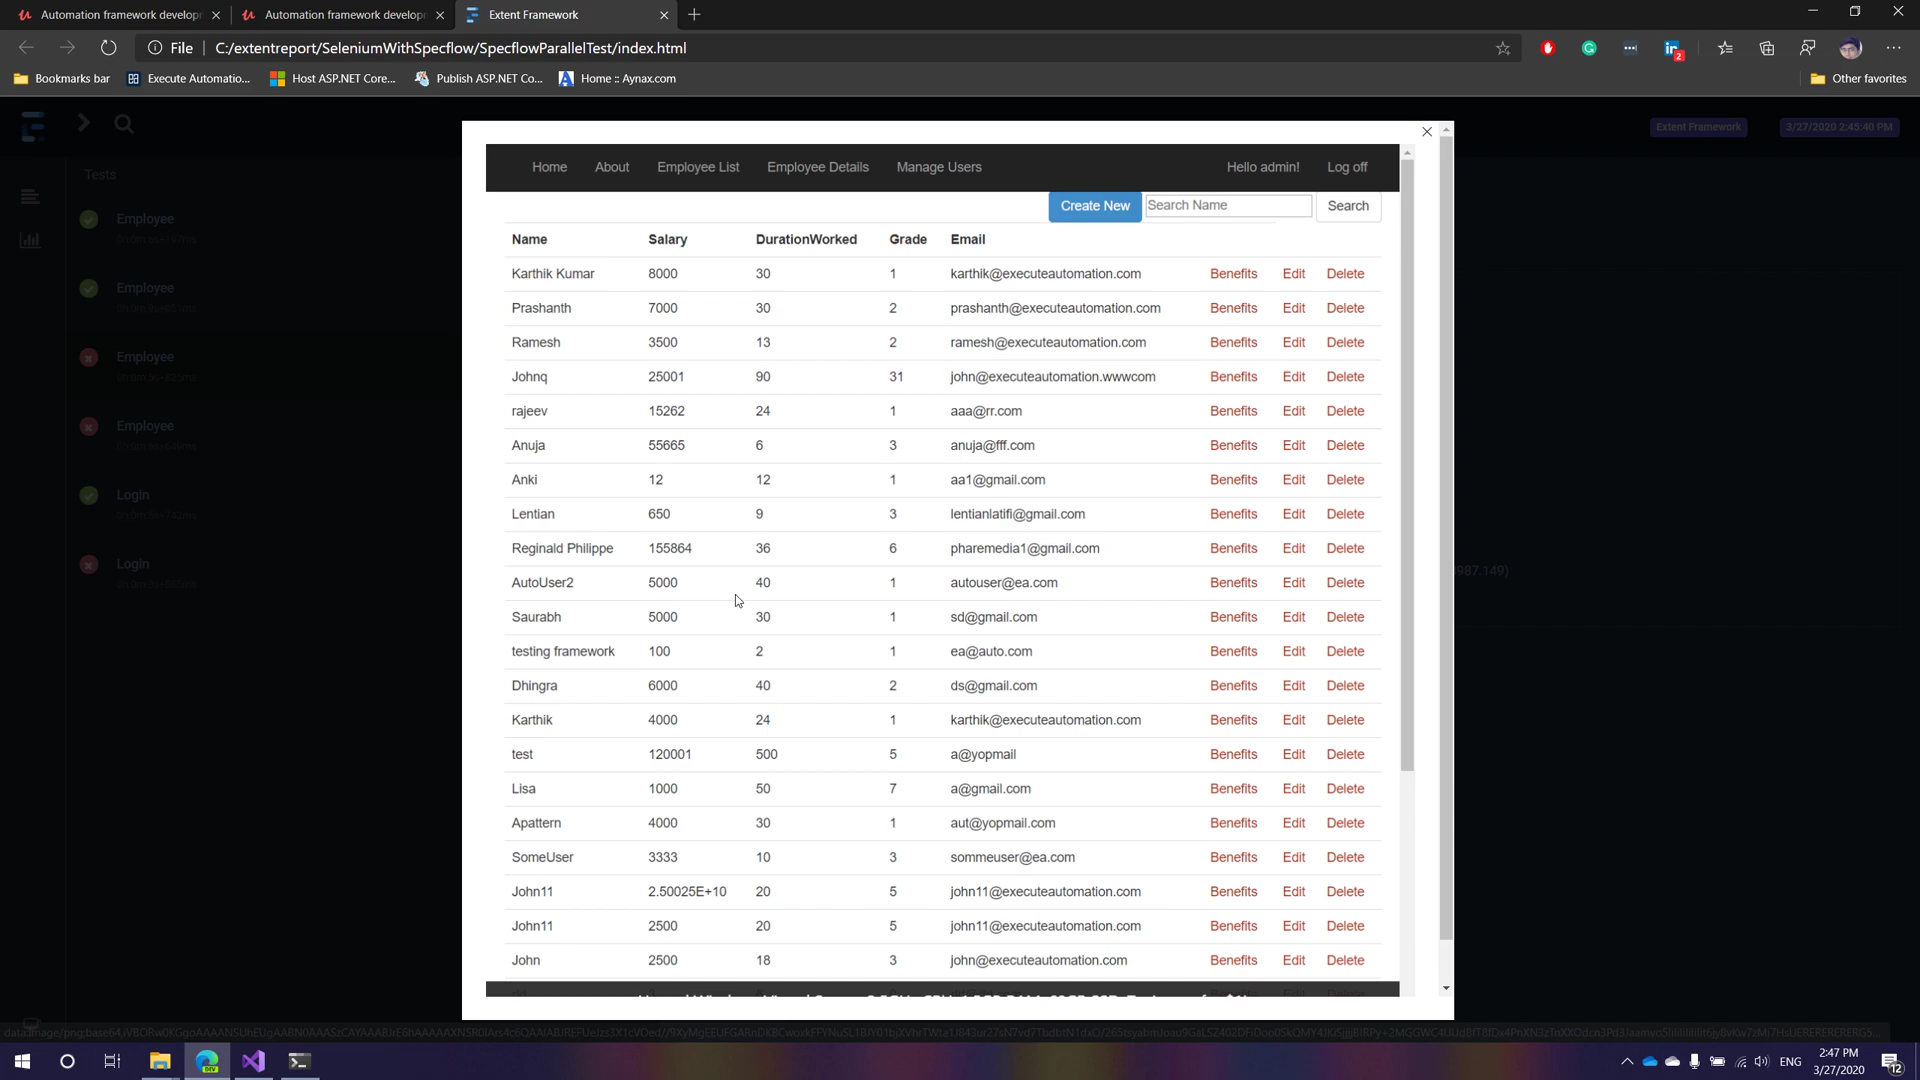 Automation framework develop
Automation framework develop
Extent Framework
File C:/extentreport/SeleniumWithSpecflow/SpecflowParallelTest/index.html
Bookmarks bar
Execute Automatio...
Host ASP.NET Core...
Publish ASP.NET Co...
Home :: Aynax.com
Other favorites
Extent Framework
3/27/2020 2:45:40 PM
Tests
Employee
Employee
Employee
Employee
Login
Login
Home About Employee List Employee Details Manage Users Hello admin! Log off
Create New Search Name Search
Name Salary DurationWorked Grade Email
Karthik Kumar 8000 30 1 karthik@executeautomation.com Benefits Edit Delete
Prashanth 7000 30 2 prashanth@executeautomation.com Benefits Edit Delete
Ramesh 3500 13 2 ramesh@executeautomation.com Benefits Edit Delete
Johnq 25001 90 31 john@executeautomation.wwwcom Benefits Edit Delete
rajeev 15262 24 1 aaa@rr.com Benefits Edit Delete
Anuja 55665 6 3 anuja@fff.com Benefits Edit Delete
Anki 12 12 1 aa1@gmail.com Benefits Edit Delete
Lentian 650 9 3 lentianlatifi@gmail.com Benefits Edit Delete
Reginald Philippe 155864 36 6 pharemedia1@gmail.com Benefits Edit Delete
AutoUser2 5000 40 1 autouser@ea.com Benefits Edit Delete
Saurabh 5000 30 1 sd@gmail.com Benefits Edit Delete
testing framework 100 2 1 ea@auto.com Benefits Edit Delete
Dhingra 6000 40 2 ds@gmail.com Benefits Edit Delete
Karthik 4000 24 1 karthik@executeautomation.com Benefits Edit Delete
test 120001 500 5 a@yopmail Benefits Edit Delete
Lisa 1000 50 7 a@gmail.com Benefits Edit Delete
Apattern 4000 30 1 aut@yopmail.com Benefits Edit Delete
SomeUser 3333 10 3 sommeuser@ea.com Benefits Edit Delete
John11 2.50025E+10 20 5 john11@executeautomation.com Benefits Edit Delete
John11 2500 20 5 john11@executeautomation.com Benefits Edit Delete
John 2500 18 3 john@executeautomation.com Benefits Edit Delete
987.149)
ENG
2:47 PM
3/27/2020
12